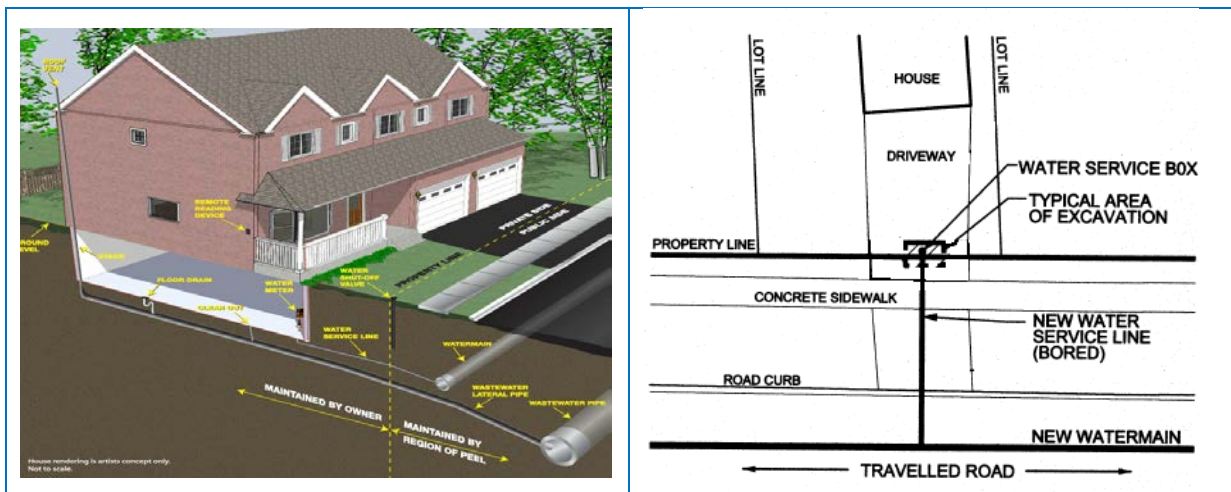 ROOF
VENT
REMOTE
READING
DEVICE
GROUND
LEVEL
STACK
FLOOR DRAIN
CLEAN OUT
WATER
METER
WATER
SHUT-OFF
VALVE
PROPERTY LINE
PRIVATE SIDE
PUBLIC SIDE
WATER
SERVICE LINE
WATERMAIN
WASTEWATER
LATERAL PIPE
WASTEWATER PIPE
MAINTAINED BY OWNER
MAINTAINED BY
REGION OF PEEL
House rendering is artists concept only.
Not to scale.
LOT LINE
HOUSE
LOT LINE
DRIVEWAY
WATER SERVICE BOX
TYPICAL AREA
OF EXCAVATION
PROPERTY LINE
CONCRETE SIDEWALK
NEW WATER
SERVICE LINE
(BORED)
ROAD CURB
NEW WATERMAIN
TRAVELLED ROAD